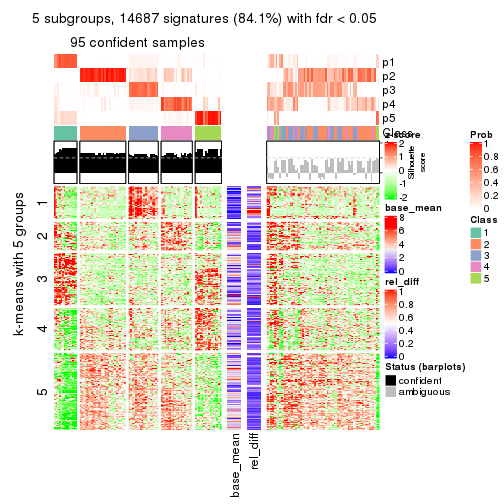 5 subgroups, 14687 signatures (84.1%) with fdr < 0.05
95 confident samples
p1
p2
p3
p4
p5
Class
Silhouette
score
k-means with 5 groups
1
2
3
4
5
base_mean
rel_diff
z-score
2
1
0
-1
-2
base_mean
8
6
4
2
0
rel_diff
1
0.8
0.6
0.4
0.2
0
Status (barplots)
confident
ambiguous
Prob
1
0.8
0.6
0.4
0.2
0
Class
1
2
3
4
5